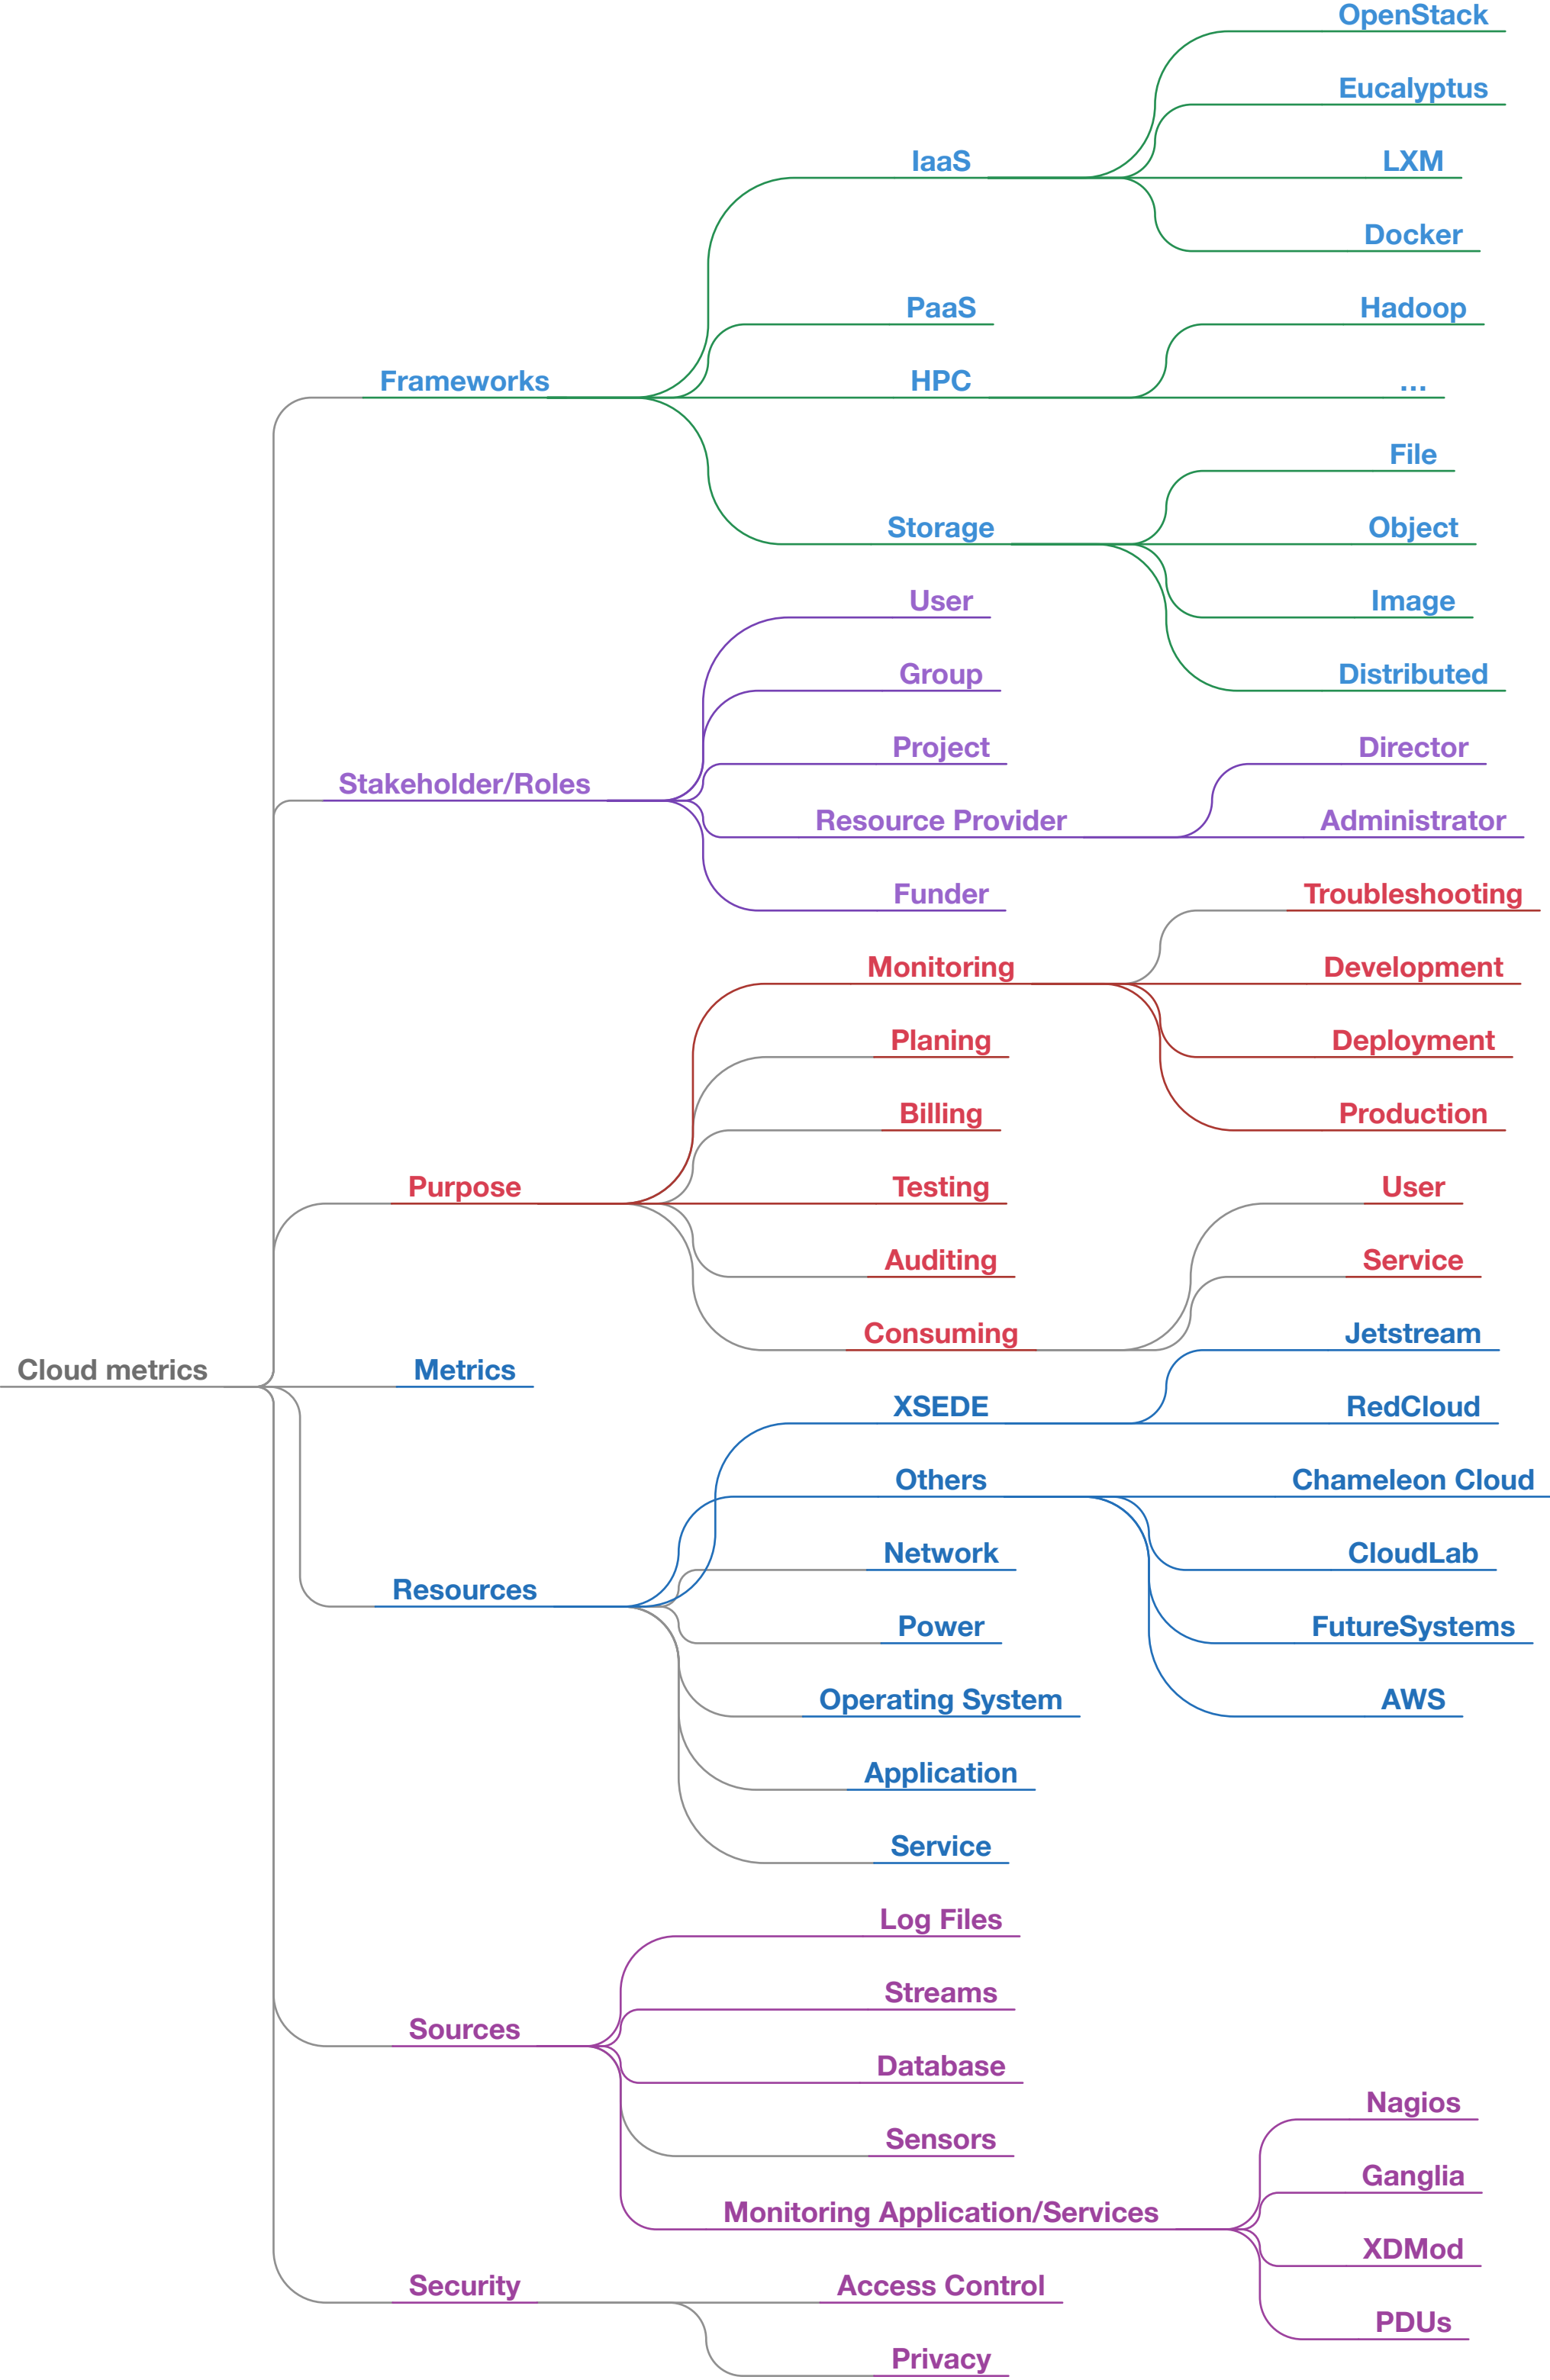 OpenStack
Eucalyptus
IaaS
LXM
Docker
PaaS
Hadoop
Frameworks
HPC
...
File
Storage
Object
User
Image
Group
Distributed
Project
Director
Stakeholder/Roles
Resource Provider
Administrator
Funder
Troubleshooting
Monitoring
Development
Planing
Deployment
Billing
Production
Purpose
Testing
User
Auditing
Service
Consuming
Jetstream
Cloud metrics
Metrics
XSEDE
RedCloud
Others
Chameleon Cloud
Network
CloudLab
Resources
Power
FutureSystems
Operating System
AWS
Application
Service
Log Files
Streams
Sources
Database
Nagios
Sensors
Ganglia
Monitoring Application/Services
XDMod
Security
Access Control
PDUs
Privacy